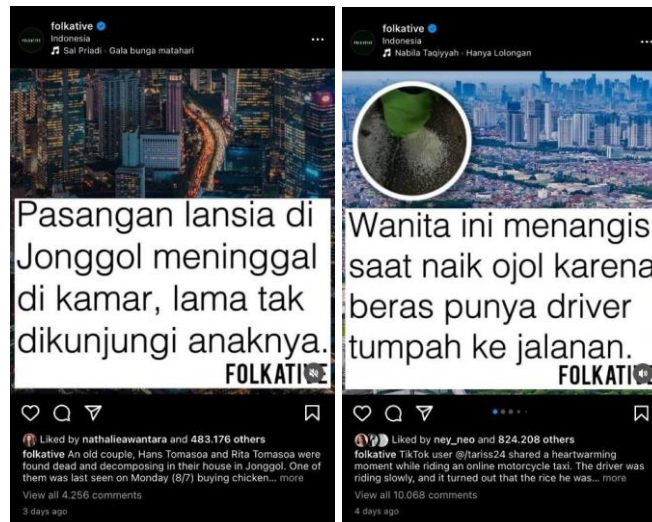 folkative
Indonesia
Sal Priadi · Gala bunga matahari
Pasangan lansia di
Jonggol meninggal
di kamar, lama tak
dikunjungi anaknya.
FOLKATIVE
Liked by nathalieawantara and 483.176 others
folkative An old couple, Hans Tomasoa and Rita Tomasoa were
found dead and decomposing in their house in Jonggol. One of
them was last seen on Monday (8/7) buying chicken... more
View all 4.256 comments
3 days ago
folkative
Indonesia
Nabila Taqiyyah · Hanya Lolongan
Wanita ini menangis
saat naik ojol karena
beras punya driver
tumpah ke jalanan.
FOLKATI
Liked by ney_neo and 824.208 others
folkative TikTok user @/tariss24 shared a heartwarming
moment while riding an online motorcycle taxi. The driver was
riding slowly, and it turned out that the rice he was... more
View all 10.068 comments
4 days ago